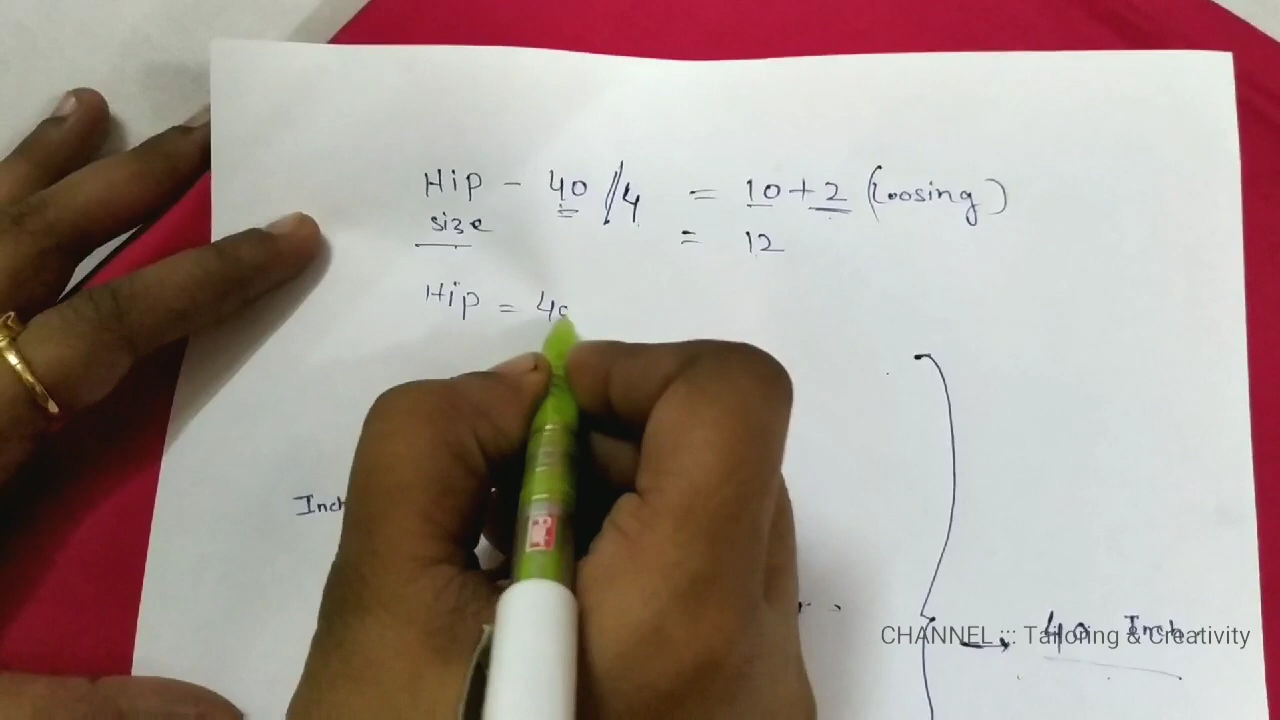 Hip - 40 // 4 = 10 + 2 (Loosing)
size = 12
Hip = 40
Inch
40 Inch
CHANNEL ::: Tailoring & Creativity